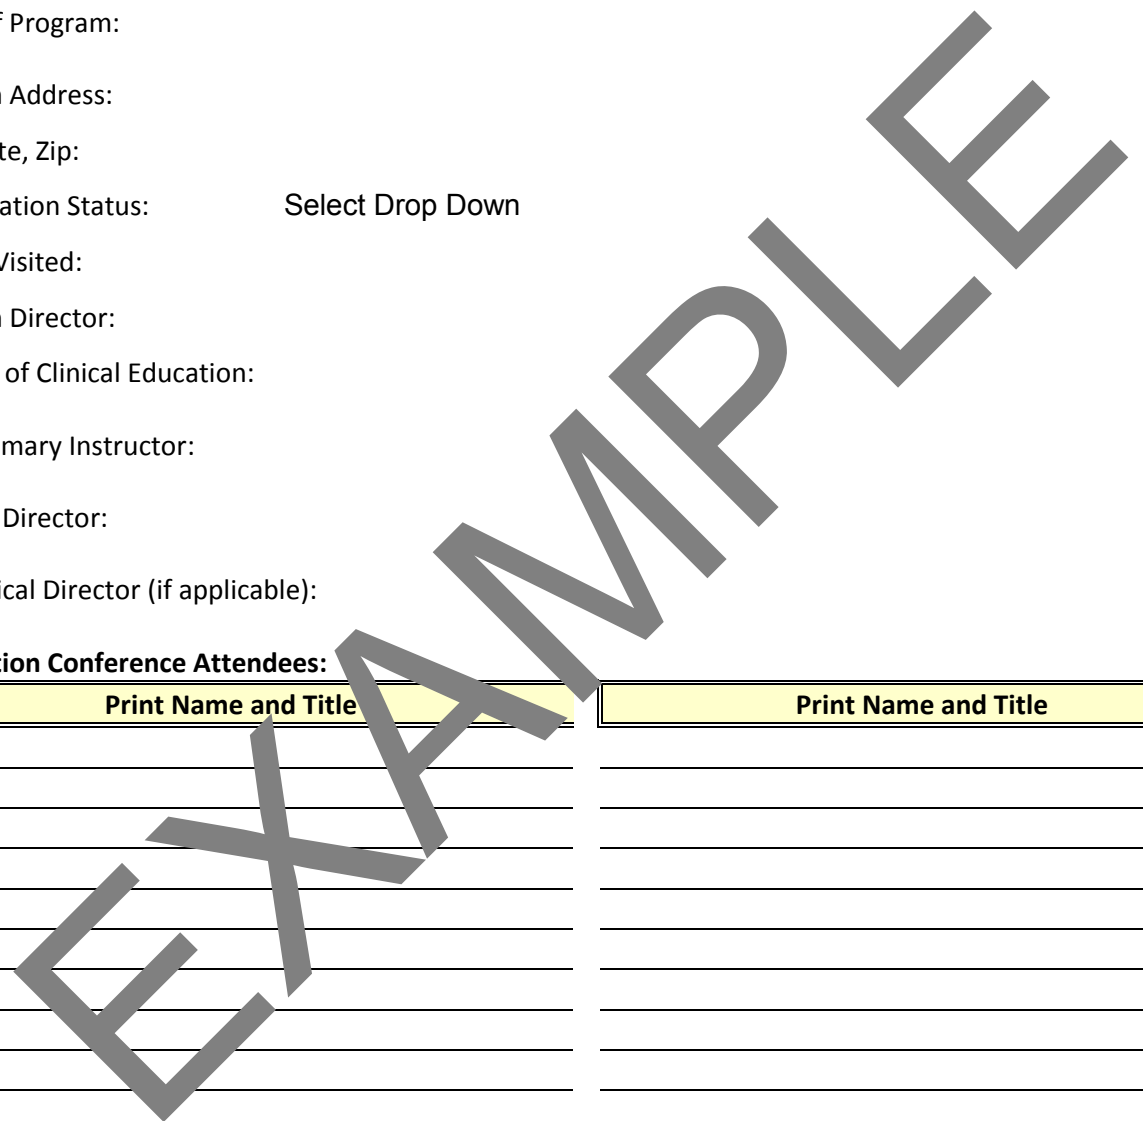 f Program:
Address:
te, Zip:
ation Status: Select Drop Down
Visited:
Director:
of Clinical Education:
mary Instructor:
Director:
ical Director (if applicable):
tion Conference Attendees:
Print Name and Title Print Name and Title
EXAMPLE